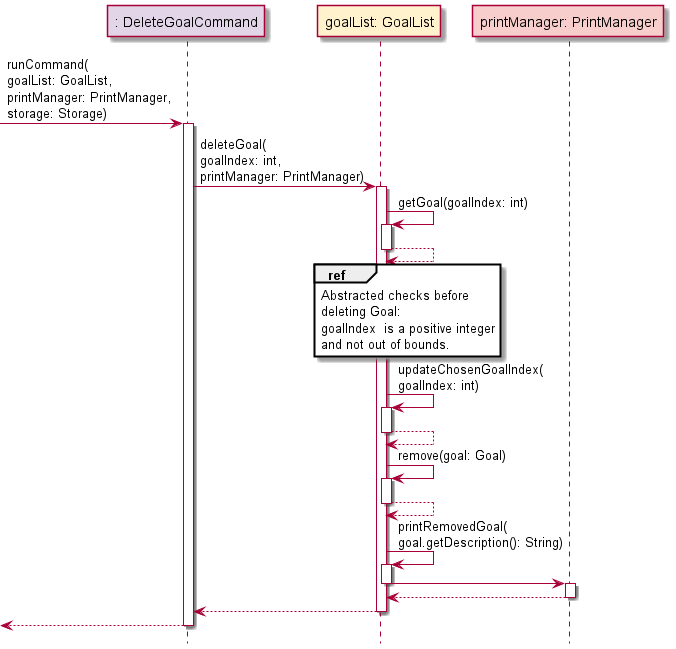 : DeleteGoalCommand
goalList: GoalList
printManager: PrintManager
runCommand(
goalList: GoalList,
printManager: PrintManager,
storage: Storage)
deleteGoal(
goalIndex: int,
printManager: PrintManager)
getGoal(goalIndex: int)
ref
Abstracted checks before
deleting Goal:
goalIndex  is a positive integer
and not out of bounds.
updateChosenGoalIndex(
goalIndex: int)
remove(goal: Goal)
printRemovedGoal(
goal.getDescription(): String)